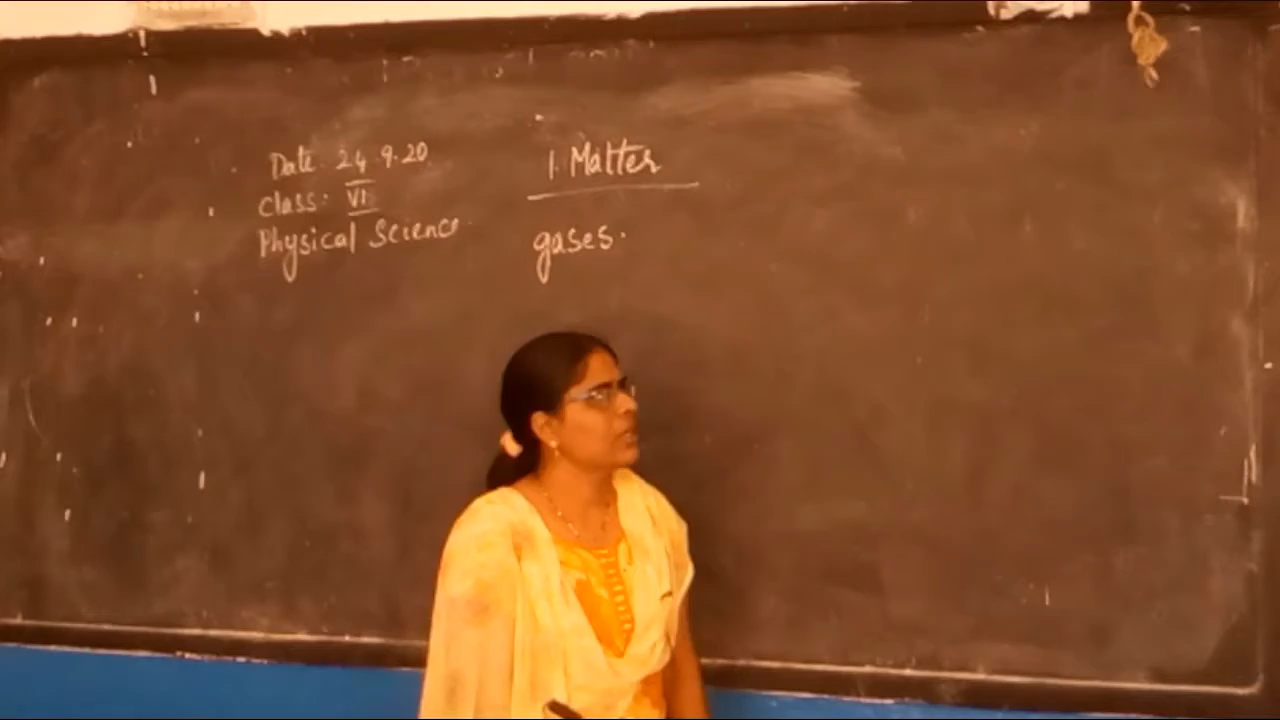 Date: 24.9.20
Class: VI
Physical Science
1. Matter
gases.